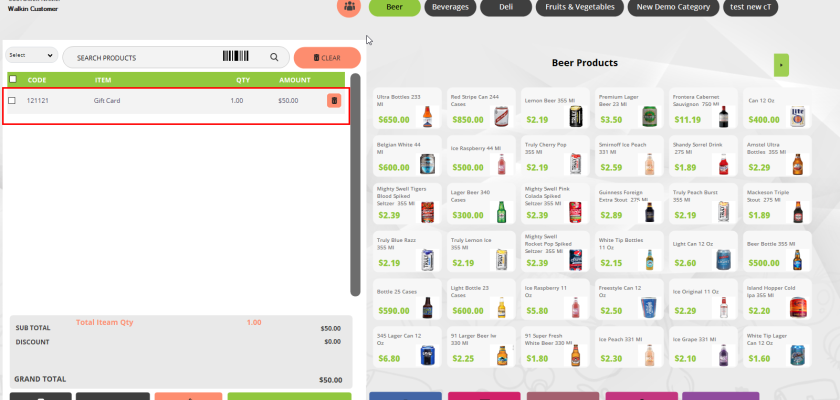 Walkin Customer
Beer
Beverages
Deli
Fruits & Vegetables
New Demo Category
test new cT
Select
SEARCH PRODUCTS
CLEAR
CODE ITEM QTY AMOUNT
121121 Gift Card 1.00 $50.00
Total Iteam Qty 1.00
SUB TOTAL $50.00
DISCOUNT $0.00
GRAND TOTAL $50.00
Beer Products
Ultra Bottles 233
Ml
$650.00
Red Stripe Can 244
Cases
$850.00
Lemon Beer 355 Ml
$2.19
Premium Lager
Beer 23 Ml
$3.50
Frontera Cabernet
Sauvignon 750 Ml
$11.19
Can 12 Oz
$400.00
Belgian White 44
Ml
$600.00
Ice Raspberry 44 Ml
$500.00
Truly Cherry Pop
355 Ml
$2.19
Smirnoff Ice Peach
331 Ml
$2.59
Shandy Sorrel Drink
275 Ml
$1.89
Amstel Ultra
Bottles 355 Ml
$2.29
Mighty Swell Tigers
Blood Spiked
Seltzer 355 Ml
$2.39
Lager Beer 340
Cases
$300.00
Mighty Swell Pink
Colada Spiked
Seltzer 355 Ml
$2.39
Guinness Foreign
Extra Stout 275 Ml
$2.89
Truly Peach Burst
355 Ml
$2.19
Mackeson Triple
Stout 275 Ml
$1.89
Truly Blue Razz
355 Ml
$2.19
Truly Lemon Ice
355 Ml
$2.19
Mighty Swell
Rocket Pop Spiked
Seltzer 355 Ml
$2.39
White Tip Bottles
11 Oz
$2.15
Light Can 12 Oz
$2.60
Beer Bottle 355 Ml
$500.00
Bottle 25 Cases
$590.00
Light Bottle 23
Cases
$600.00
Ice Raspberry 11
Oz
$5.80
Freestyle Can 12
Oz
$2.50
Ice Original 11 Oz
$2.29
Island Hopper Cold
Ipa 355 Ml
$2.20
345 Lager Can 12
Oz
$6.80
91 Larger Beer Iw
330 Ml
$2.25
91 Super Fresh
White Beer 330 Ml
$1.80
Ice Peach 331 Ml
$2.30
Ice Grape 331 Ml
$2.10
White Tip Lager
Can 12 Oz
$1.60